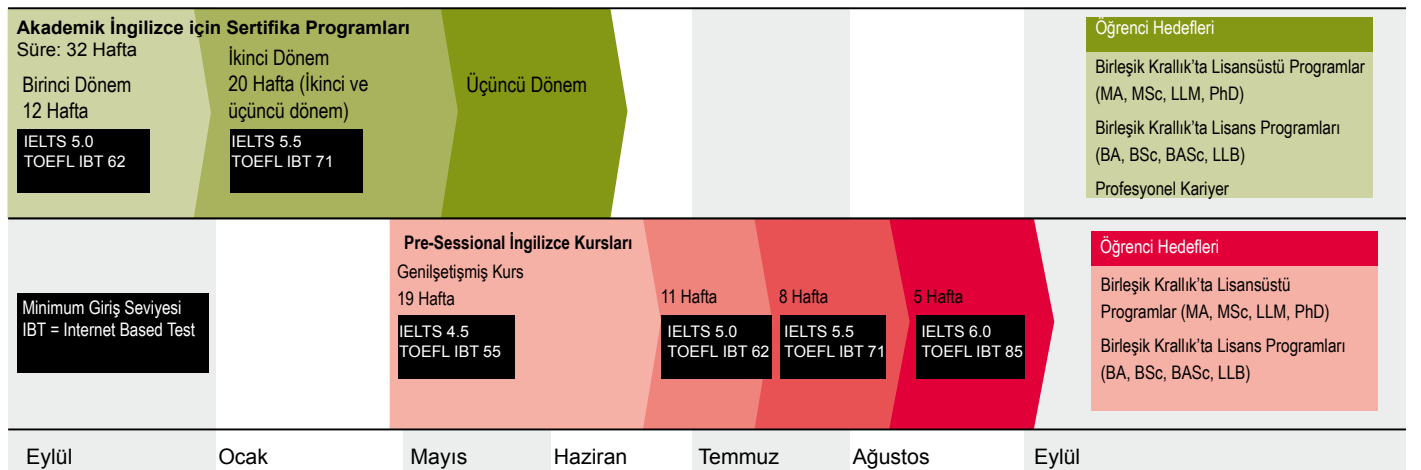 Akademik İngilizce için Sertifika Programları
Süre: 32 Hafta
Birinci Dönem
12 Hafta
IELTS 5.0
TOEFL IBT 62
İkinci Dönem
20 Hafta (İkinci ve
üçüncü dönem)
IELTS 5.5
TOEFL IBT 71
Üçüncü Dönem
Öğrenci Hedefleri
Birleşik Krallık’ta Lisansüstü Programlar
(MA, MSc, LLM, PhD)
Birleşik Krallık’ta Lisans Programları
(BA, BSc, BASc, LLB)
Profesyonel Kariyer
Minimum Giriş Seviyesi
IBT = Internet Based Test
Pre-Sessional İngilizce Kursları
Genilşetişmiş Kurs
19 Hafta
IELTS 4.5
TOEFL IBT 55
11 Hafta
IELTS 5.0
TOEFL IBT 62
8 Hafta
IELTS 5.5
TOEFL IBT 71
5 Hafta
IELTS 6.0
TOEFL IBT 85
Öğrenci Hedefleri
Birleşik Krallık’ta Lisansüstü
Programlar (MA, MSc, LLM, PhD)
Birleşik Krallık’ta Lisans Programları
(BA, BSc, BASc, LLB)
Eylül Ocak Mayıs Haziran Temmuz Ağustos Eylül